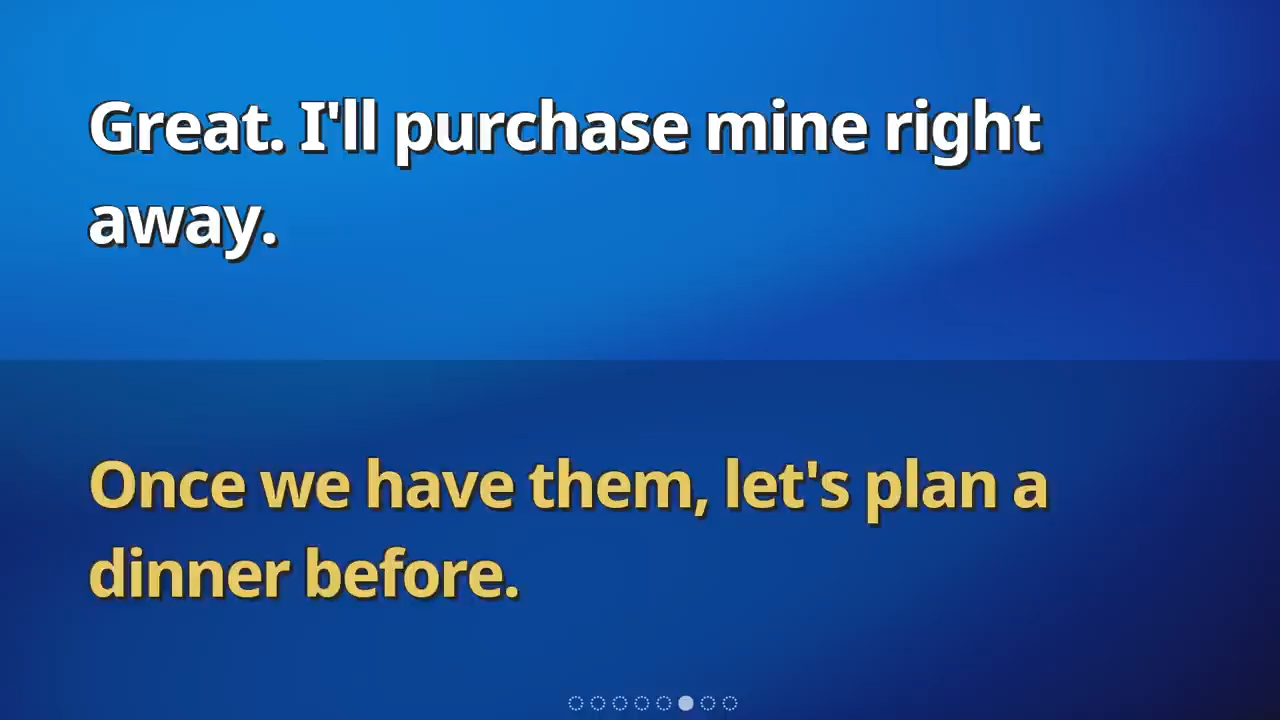 Great. I'll purchase mine right
away.
Once we have them, let's plan a
dinner before.